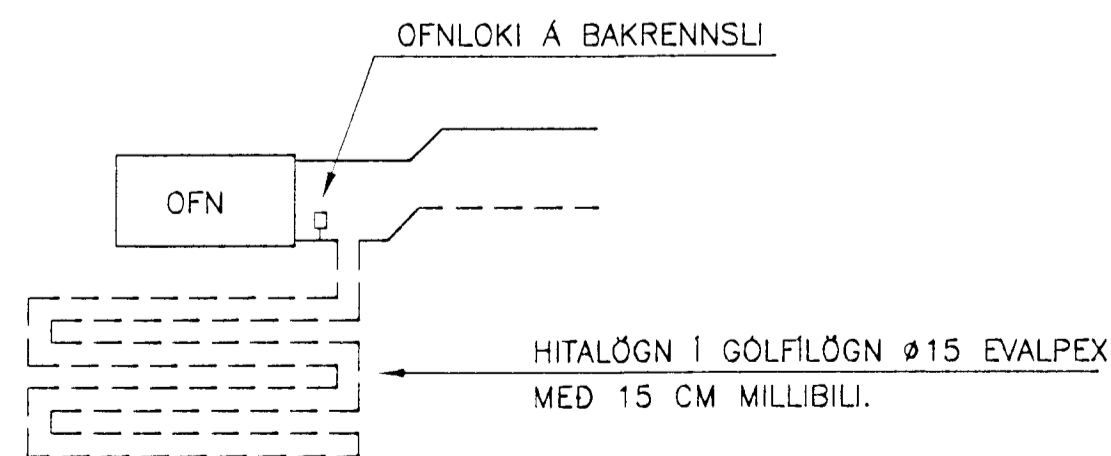 OFNLOKI Á BAKRENNSLI
OFN
HITALÖGN Í GÓLFÍLÖGN ø15 EVALPEX
MEÐ 15 CM MILLIBILI.